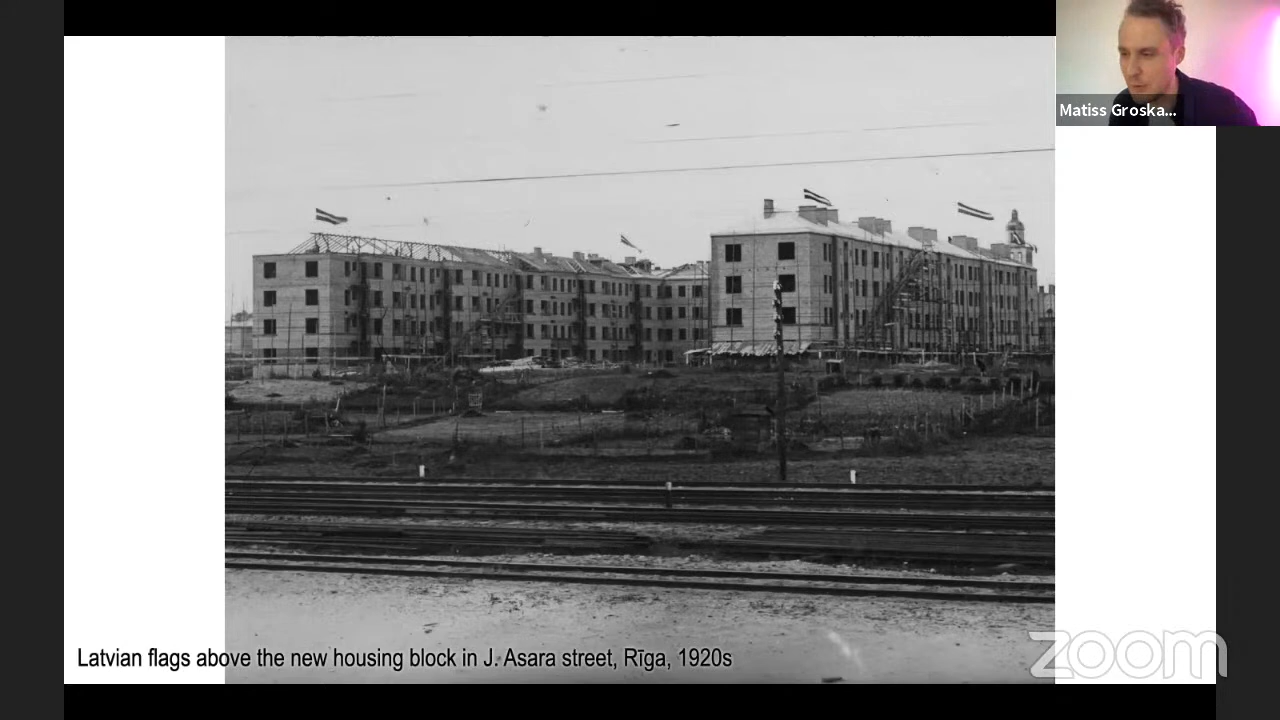 Matiss Groska...
Latvian flags above the new housing block in J. Asara street, Rīga, 1920s
zoom